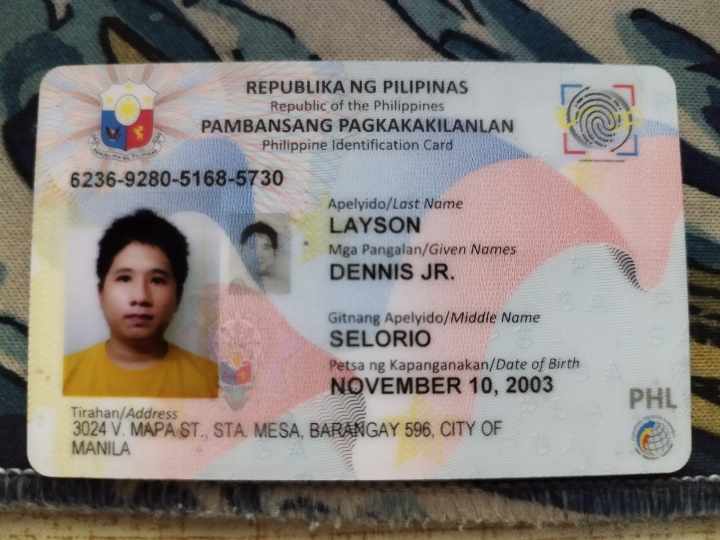 REPUBLIKA NG PILIPINAS
Republic of the Philippines
PAMBANSANG PAGKAKAKILANLAN
Philippine Identification Card
6236-9280-5168-5730
Apelyido/Last Name
LAYSON
Mga Pangalan/Given Names
DENNIS JR.
Gitnang Apelyido/Middle Name
SELORIO
Petsa ng Kapanganakan/Date of Birth
NOVEMBER 10, 2003
PHL
Tirahan/Address
3024 V. MAPA ST., STA. MESA, BARANGAY 596, CITY OF
MANILA